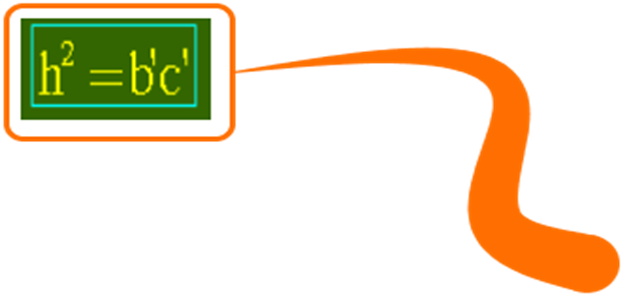 h² = b'c'